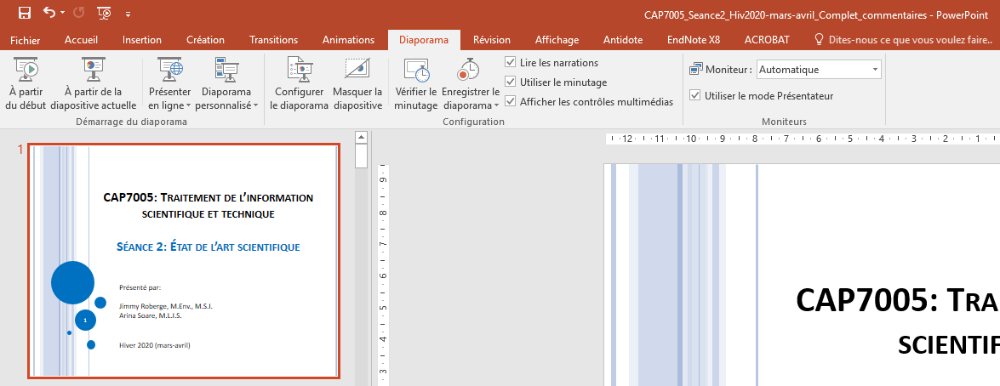 CAP7005_Seance2_Hiv2020-mars-avril_Complet_commentaires - PowerPoint
Fichier Accueil Insertion Création Transitions Animations Diaporama Révision Affichage Antidote EndNote X8 ACROBAT Dites-nous ce que vous voulez faire..
À partir du début
À partir de la diapositive actuelle
Présenter en ligne
Diaporama personnalisé
Démarrage du diaporama
Configurer le diaporama
Masquer la diapositive
Vérifier le minutage
Enregistrer le diaporama
Lire les narrations
Utiliser le minutage
Afficher les contrôles multimédias
Configuration
Moniteur : Automatique
Utiliser le mode Présentateur
Moniteurs
1
CAP7005: Traitement de l’information
scientifique et technique
Séance 2: État de l’art scientifique
Présenté par:
Jimmy Roberge, M.Env., M.S.I.
Arina Soare, M.L.I.S.
1
Hiver 2020 (mars-avril)
12 11 10 9 8 7 6 5 4 3 2 1
9
8
7
6
5
4
3
CAP7005: Tra
scientif